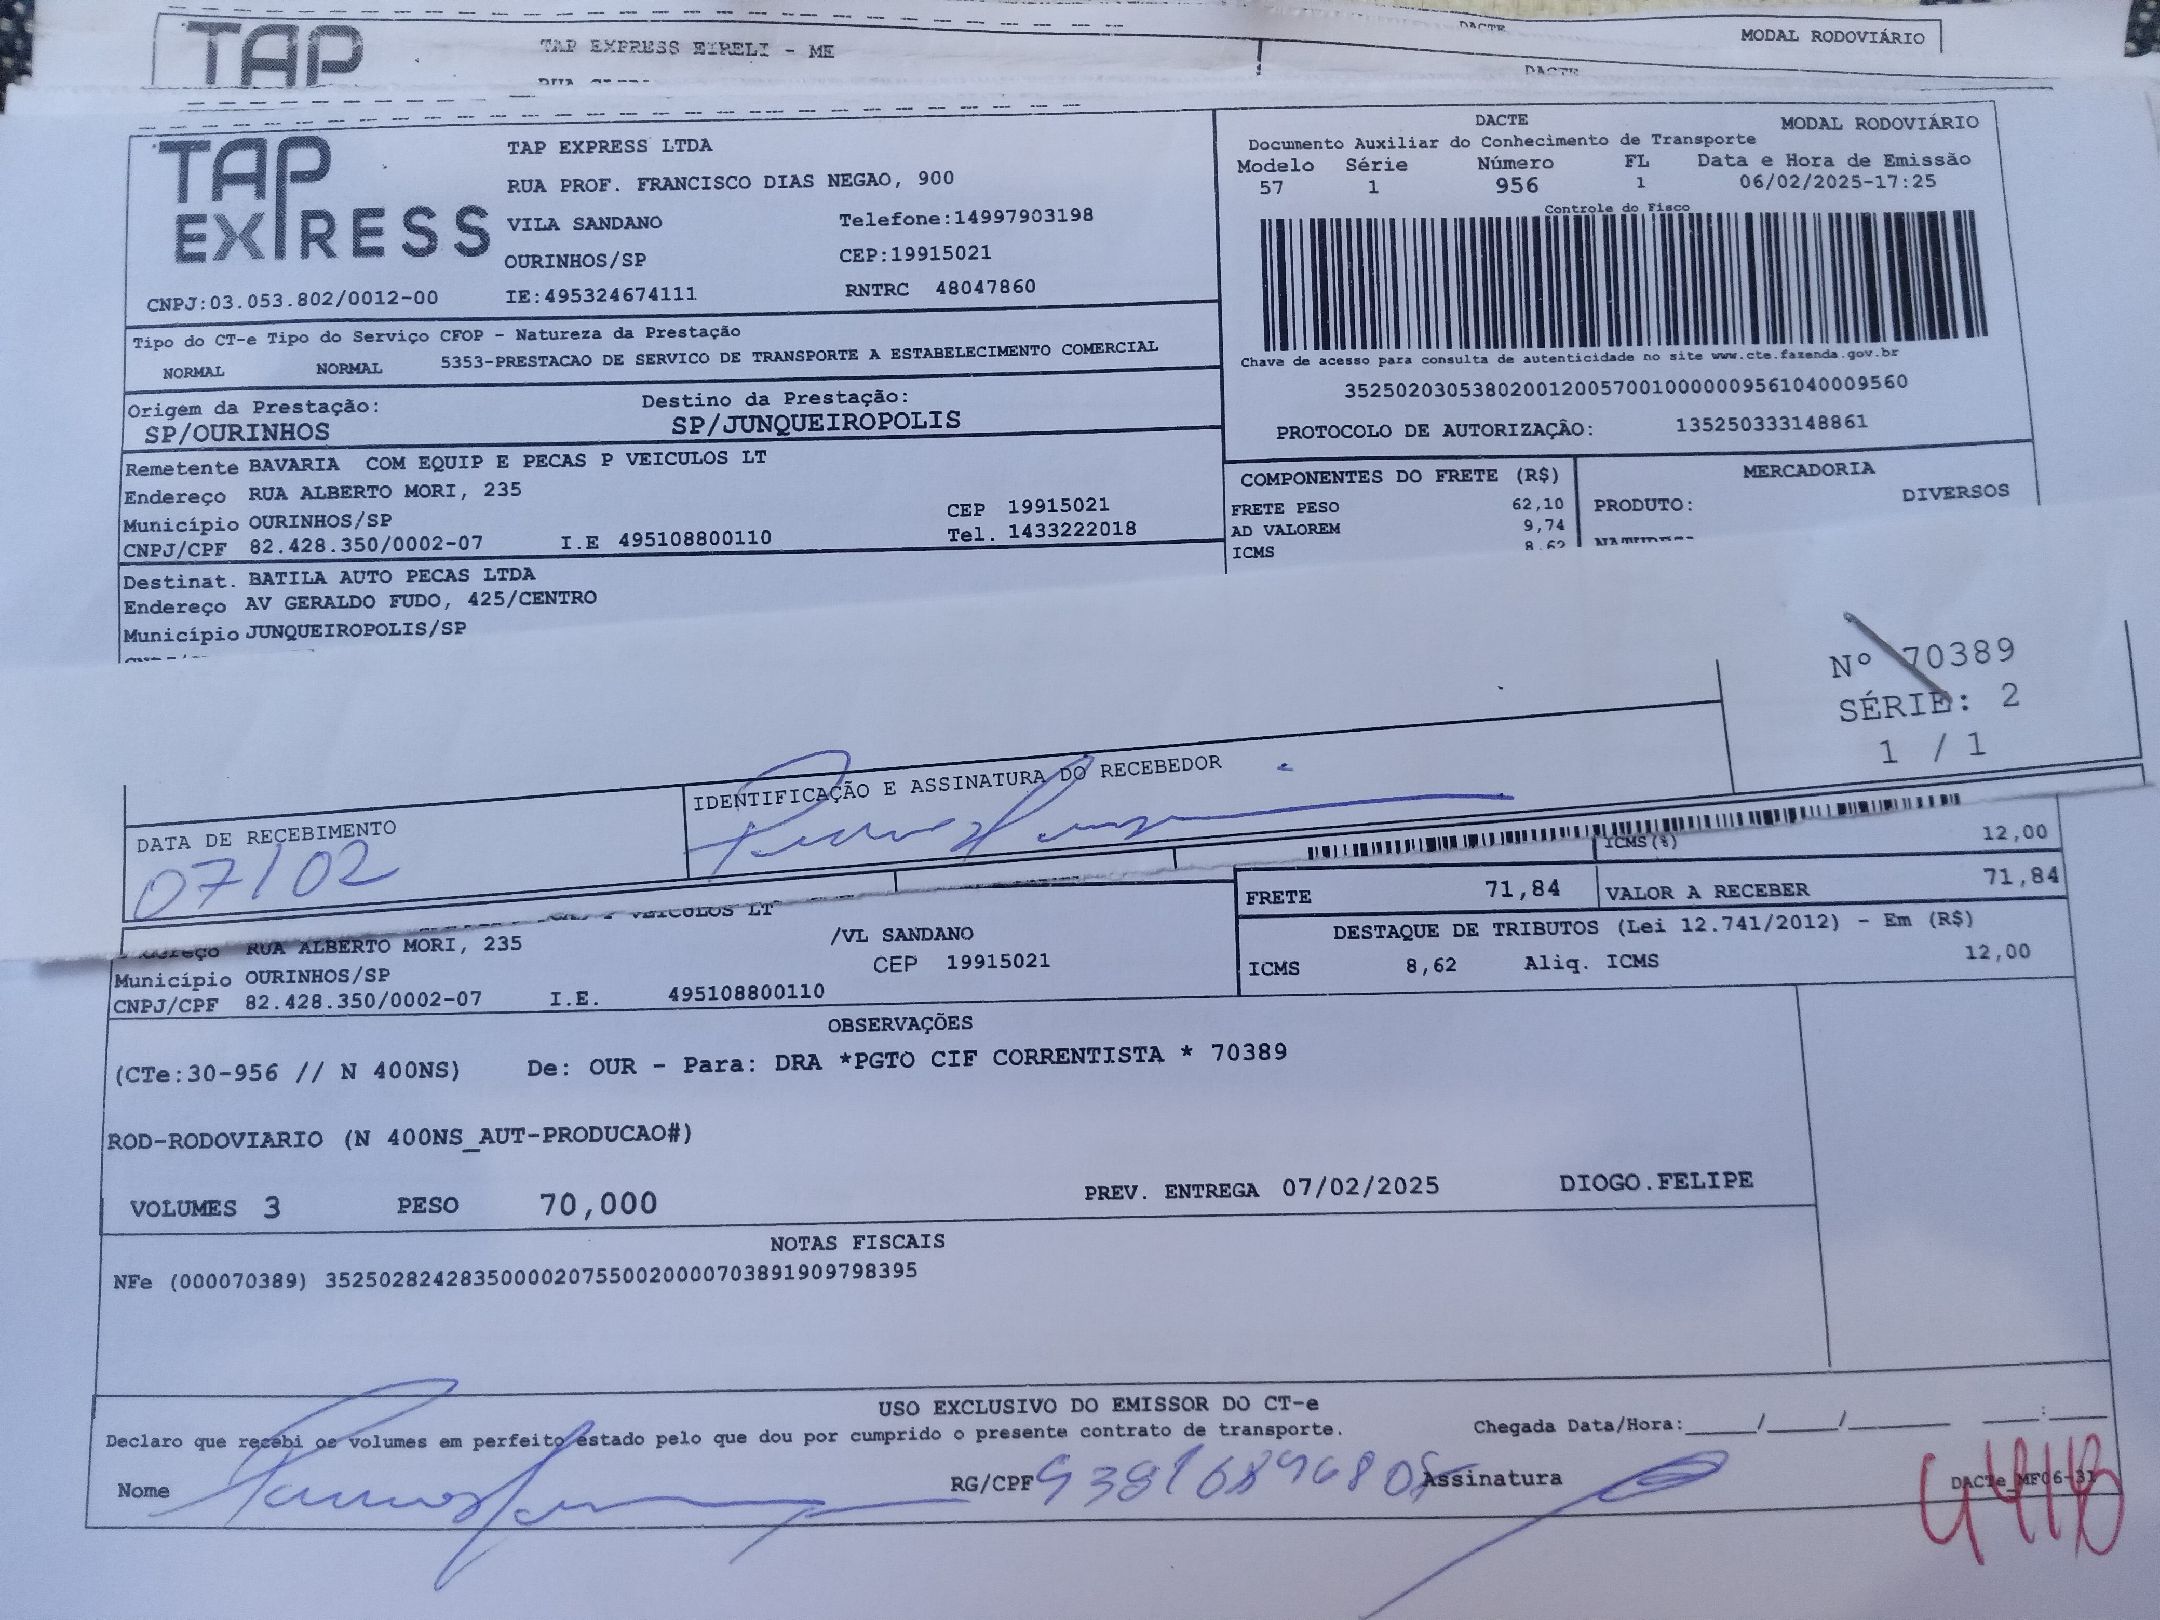 TAP
TAP EXPRESS EIRELI - ME
DACTE
MODAL RODOVIÁRIO
RUA
DACTE
TAP
EXPRESS
CNPJ:03.053.802/0012-00
TAP EXPRESS LTDA
RUA PROF. FRANCISCO DIAS NEGAO, 900
VILA SANDANO Telefone:14997903198
OURINHOS/SP CEP:19915021
IE:495324674111 RNTRC 48047860
DACTE MODAL RODOVIÁRIO
Documento Auxiliar do Conhecimento de Transporte
Modelo Série Número FL Data e Hora de Emissão
57 1 956 1 06/02/2025-17:25
Controle do Fisco
Chave de acesso para consulta de autenticidade no site www.cte.fazenda.gov.br
35250203053802001200570010000009561040009560
PROTOCOLO DE AUTORIZAÇÃO: 135250333148861
Tipo do CT-e Tipo do Serviço CFOP - Natureza da Prestação
NORMAL NORMAL 5353-PRESTACAO DE SERVICO DE TRANSPORTE A ESTABELECIMENTO COMERCIAL
Origem da Prestação: Destino da Prestação:
SP/OURINHOS SP/JUNQUEIROPOLIS
Remetente BAVARIA COM EQUIP E PECAS P VEICULOS LT
Endereço RUA ALBERTO MORI, 235
Município OURINHOS/SP CEP 19915021
CNPJ/CPF 82.428.350/0002-07 I.E 495108800110 Tel. 1433222018
COMPONENTES DO FRETE (R$) MERCADORIA
FRETE PESO 62,10 PRODUTO: DIVERSOS
AD VALOREM 9,74
ICMS 8,62
Destinat. BATILA AUTO PECAS LTDA
Endereço AV GERALDO FUDO, 425/CENTRO
Município JUNQUEIROPOLIS/SP
Nº 70389
SÉRIE: 2
1 / 1
DATA DE RECEBIMENTO IDENTIFICAÇÃO E ASSINATURA DO RECEBEDOR
07/02
ICMS(%) 12,00
FRETE 71,84 VALOR A RECEBER 71,84
P VEICULOS LT
Endereço RUA ALBERTO MORI, 235 /VL SANDANO
Município OURINHOS/SP CEP 19915021
CNPJ/CPF 82.428.350/0002-07 I.E. 495108800110
DESTAQUE DE TRIBUTOS (Lei 12.741/2012) - Em (R$)
ICMS 8,62 Aliq. ICMS 12,00
OBSERVAÇÕES
(CTe:30-956 // N 400NS) De: OUR - Para: DRA *PGTO CIF CORRENTISTA * 70389
ROD-RODOVIARIO (N 400NS_AUT-PRODUCAO#)
VOLUMES 3 PESO 70,000 PREV. ENTREGA 07/02/2025 DIOGO.FELIPE
NOTAS FISCAIS
NFe (000070389) 35250282428350000207550020000703891909798395
USO EXCLUSIVO DO EMISSOR DO CT-e
Declaro que recebi os volumes em perfeito estado pelo que dou por cumprido o presente contrato de transporte. Chegada Data/Hora:_____/_____/_______ ____:____
Nome RG/CPF Assinatura DACTe_MF06-31